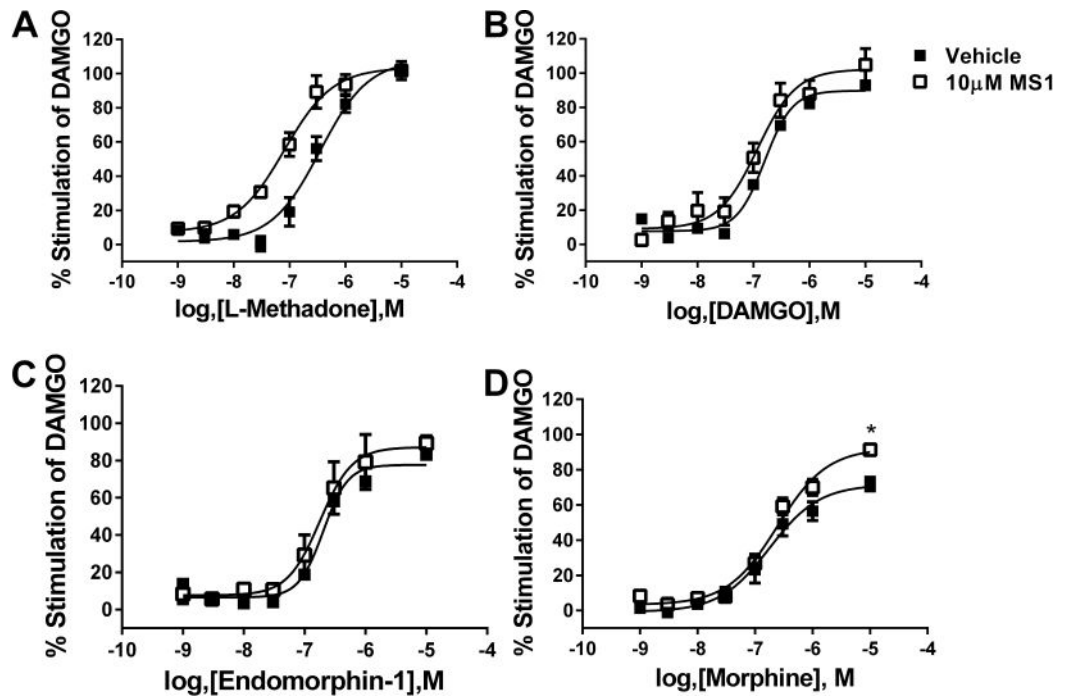 A
% Stimulation of DAMGO
120
100
80
60
40
20
0
-10 -9 -8 -7 -6 -5 -4
log,[L-Methadone],M
B
% Stimulation of DAMGO
120
100
80
60
40
20
0
-10 -9 -8 -7 -6 -5 -4
log,[DAMGO],M
Vehicle
10μM MS1
C
% Stimulation of DAMGO
120
100
80
60
40
20
0
-10 -9 -8 -7 -6 -5 -4
log,[Endomorphin-1],M
D
% Stimulation of DAMGO
120
100
80
60
40
20
0
*
-10 -9 -8 -7 -6 -5 -4
log,[Morphine], M